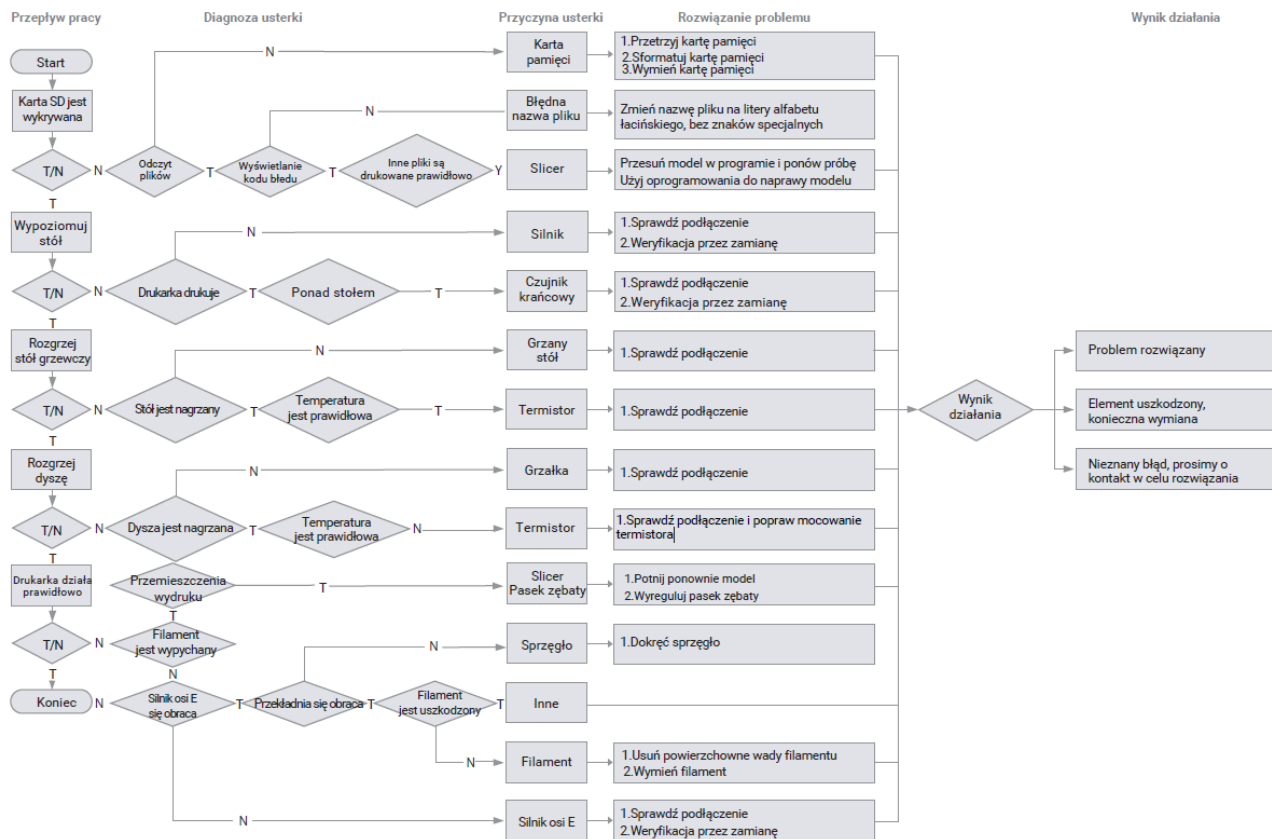 Przepływ pracy
Diagnoza usterki
Przyczyna usterki
Rozwiązanie problemu
Wynik działania
Start
N
Karta
pamięci
1.Przetrzyj kartę pamięci
2.Sformatuj kartę pamięci
3.Wymień kartę pamięci
Karta SD jest
wykrywana
N
Błędna
nazwa pliku
Zmień nazwę pliku na litery alfabetu
łacińskiego, bez znaków specjalnych
T/N
N
Odczyt
plików
T
Wyświetlanie
kodu błedu
T
Inne pliki są
drukowane prawidłowo
Y
Slicer
Przesuń model w programie i ponów próbę
Użyj oprogramowania do naprawy modelu
T
Wypoziomuj
stół
N
Silnik
1.Sprawdź podłączenie
2.Weryfikacja przez zamianę
T/N
N
Drukarka drukuje
T
Ponad stołem
T
Czujnik
krańcowy
1.Sprawdź podłączenie
2.Weryfikacja przez zamianę
T
Rozgrzej
stół grzewczy
N
Grzany
stół
1.Sprawdź podłączenie
Problem rozwiązany
T/N
N
Stół jest nagrzany
T
Temperatura
jest prawidłowa
T
Termistor
1.Sprawdź podłączenie
Wynik
działania
Element uszkodzony,
konieczna wymiana
T
Rozgrzej
dyszę
N
Grzałka
1.Sprawdź podłączenie
Nieznany błąd, prosimy o
kontakt w celu rozwiązania
T/N
N
Dysza jest nagrzana
T
Temperatura
jest prawidłowa
N
Termistor
1.Sprawdź podłączenie i popraw mocowanie
termistora
T
Drukarka działa
prawidłowo
Przemieszczenia
wydruku
T
Slicer
Pasek zębaty
1.Potnij ponownie model
2.Wyreguluj pasek zębaty
T
T/N
N
Filament
jest wypychany
N
Sprzęgło
1.Dokręć sprzęgło
T
N
Koniec
N
Silnik osi E
się obraca
T
Przekładnia się obraca
T
Filament
jest uszkodzony
T
Inne
N
Filament
1.Usuń powierzchowne wady filamentu
2.Wymień filament
N
Silnik osi E
1.Sprawdź podłączenie
2.Weryfikacja przez zamianę